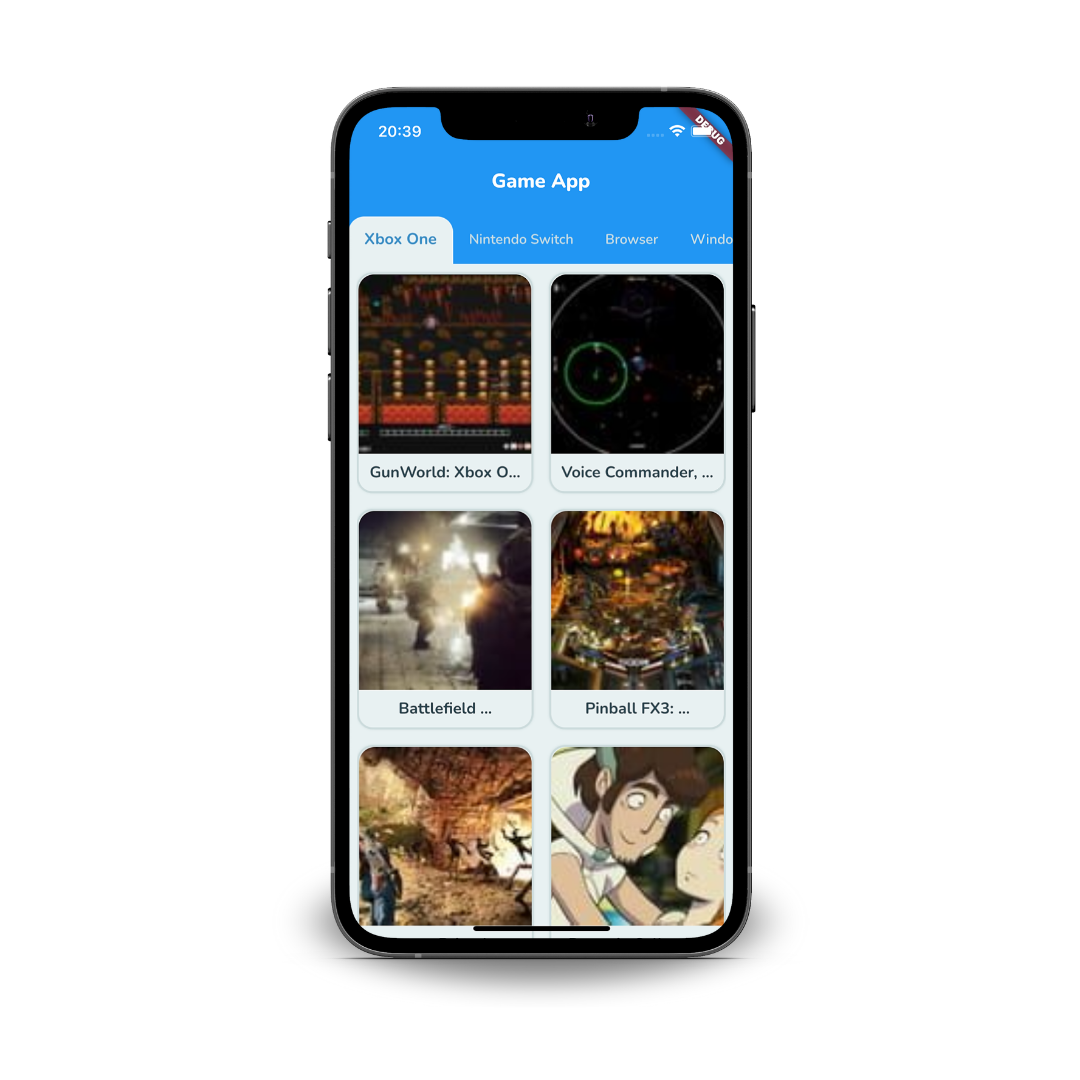 20:39
DEBUG
Game App
Xbox One
Nintendo Switch
Browser
Windo
GunWorld: Xbox O...
Voice Commander, ...
Battlefield ...
Pinball FX3: ...